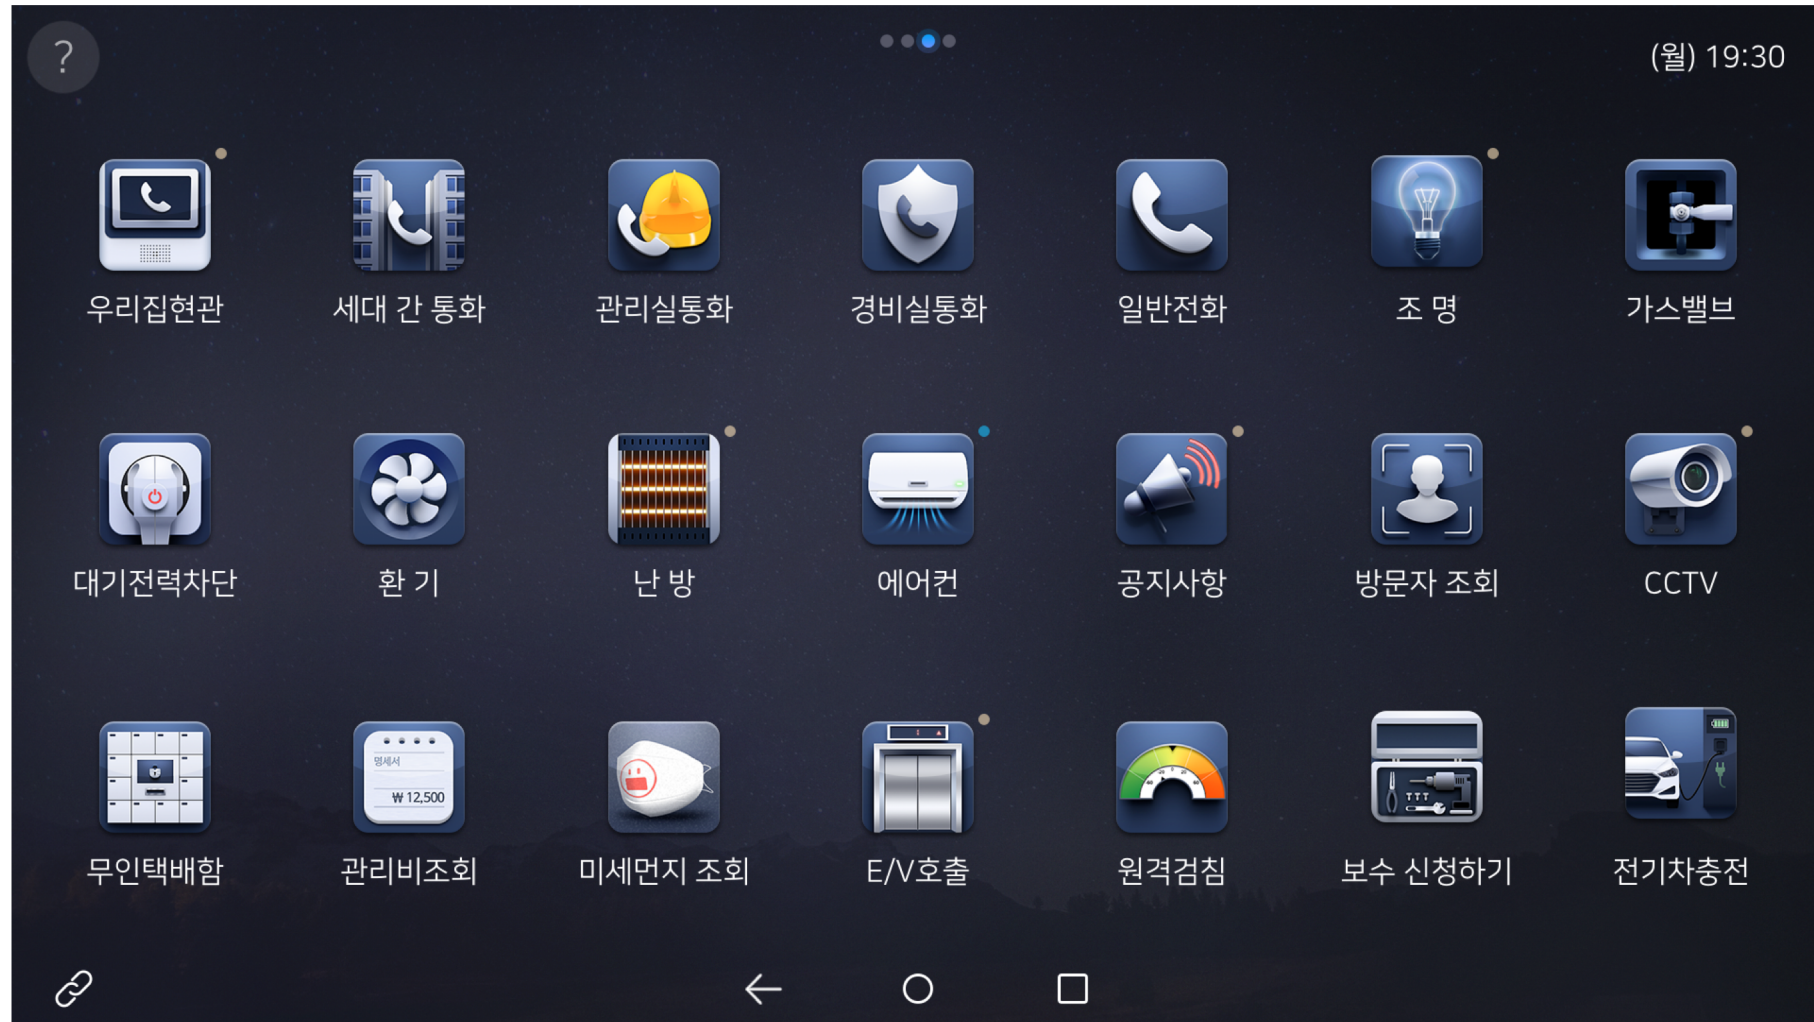 ?
(월) 19:30
우리집현관
세대 간 통화
관리실통화
경비실통화
일반전화
조 명
가스밸브
대기전력차단
환 기
난 방
에어컨
공지사항
방문자 조회
CCTV
무인택배함
명세서
₩ 12,500
관리비조회
미세먼지 조회
E/V호출
원격검침
보수 신청하기
전기차충전